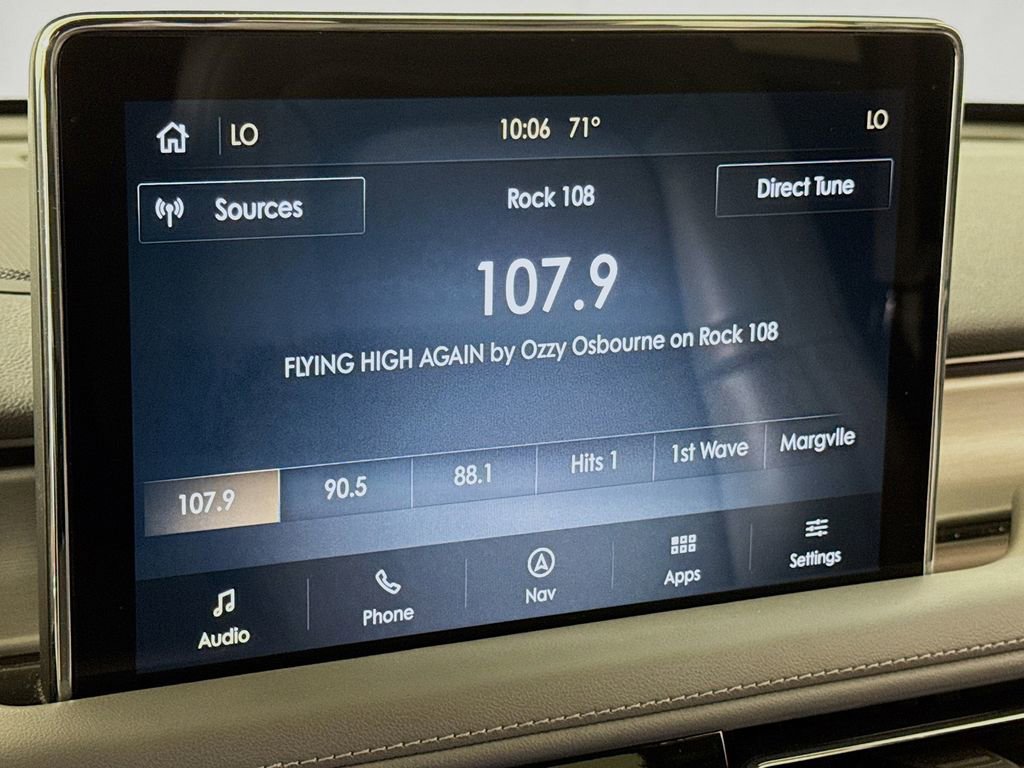 LO 10:06 71° LO
Sources Rock 108 Direct Tune
107.9
FLYING HIGH AGAIN by Ozzy Osbourne on Rock 108
107.9 90.5 88.1 Hits 1 1st Wave Margvlle
Audio Phone Nav Apps Settings